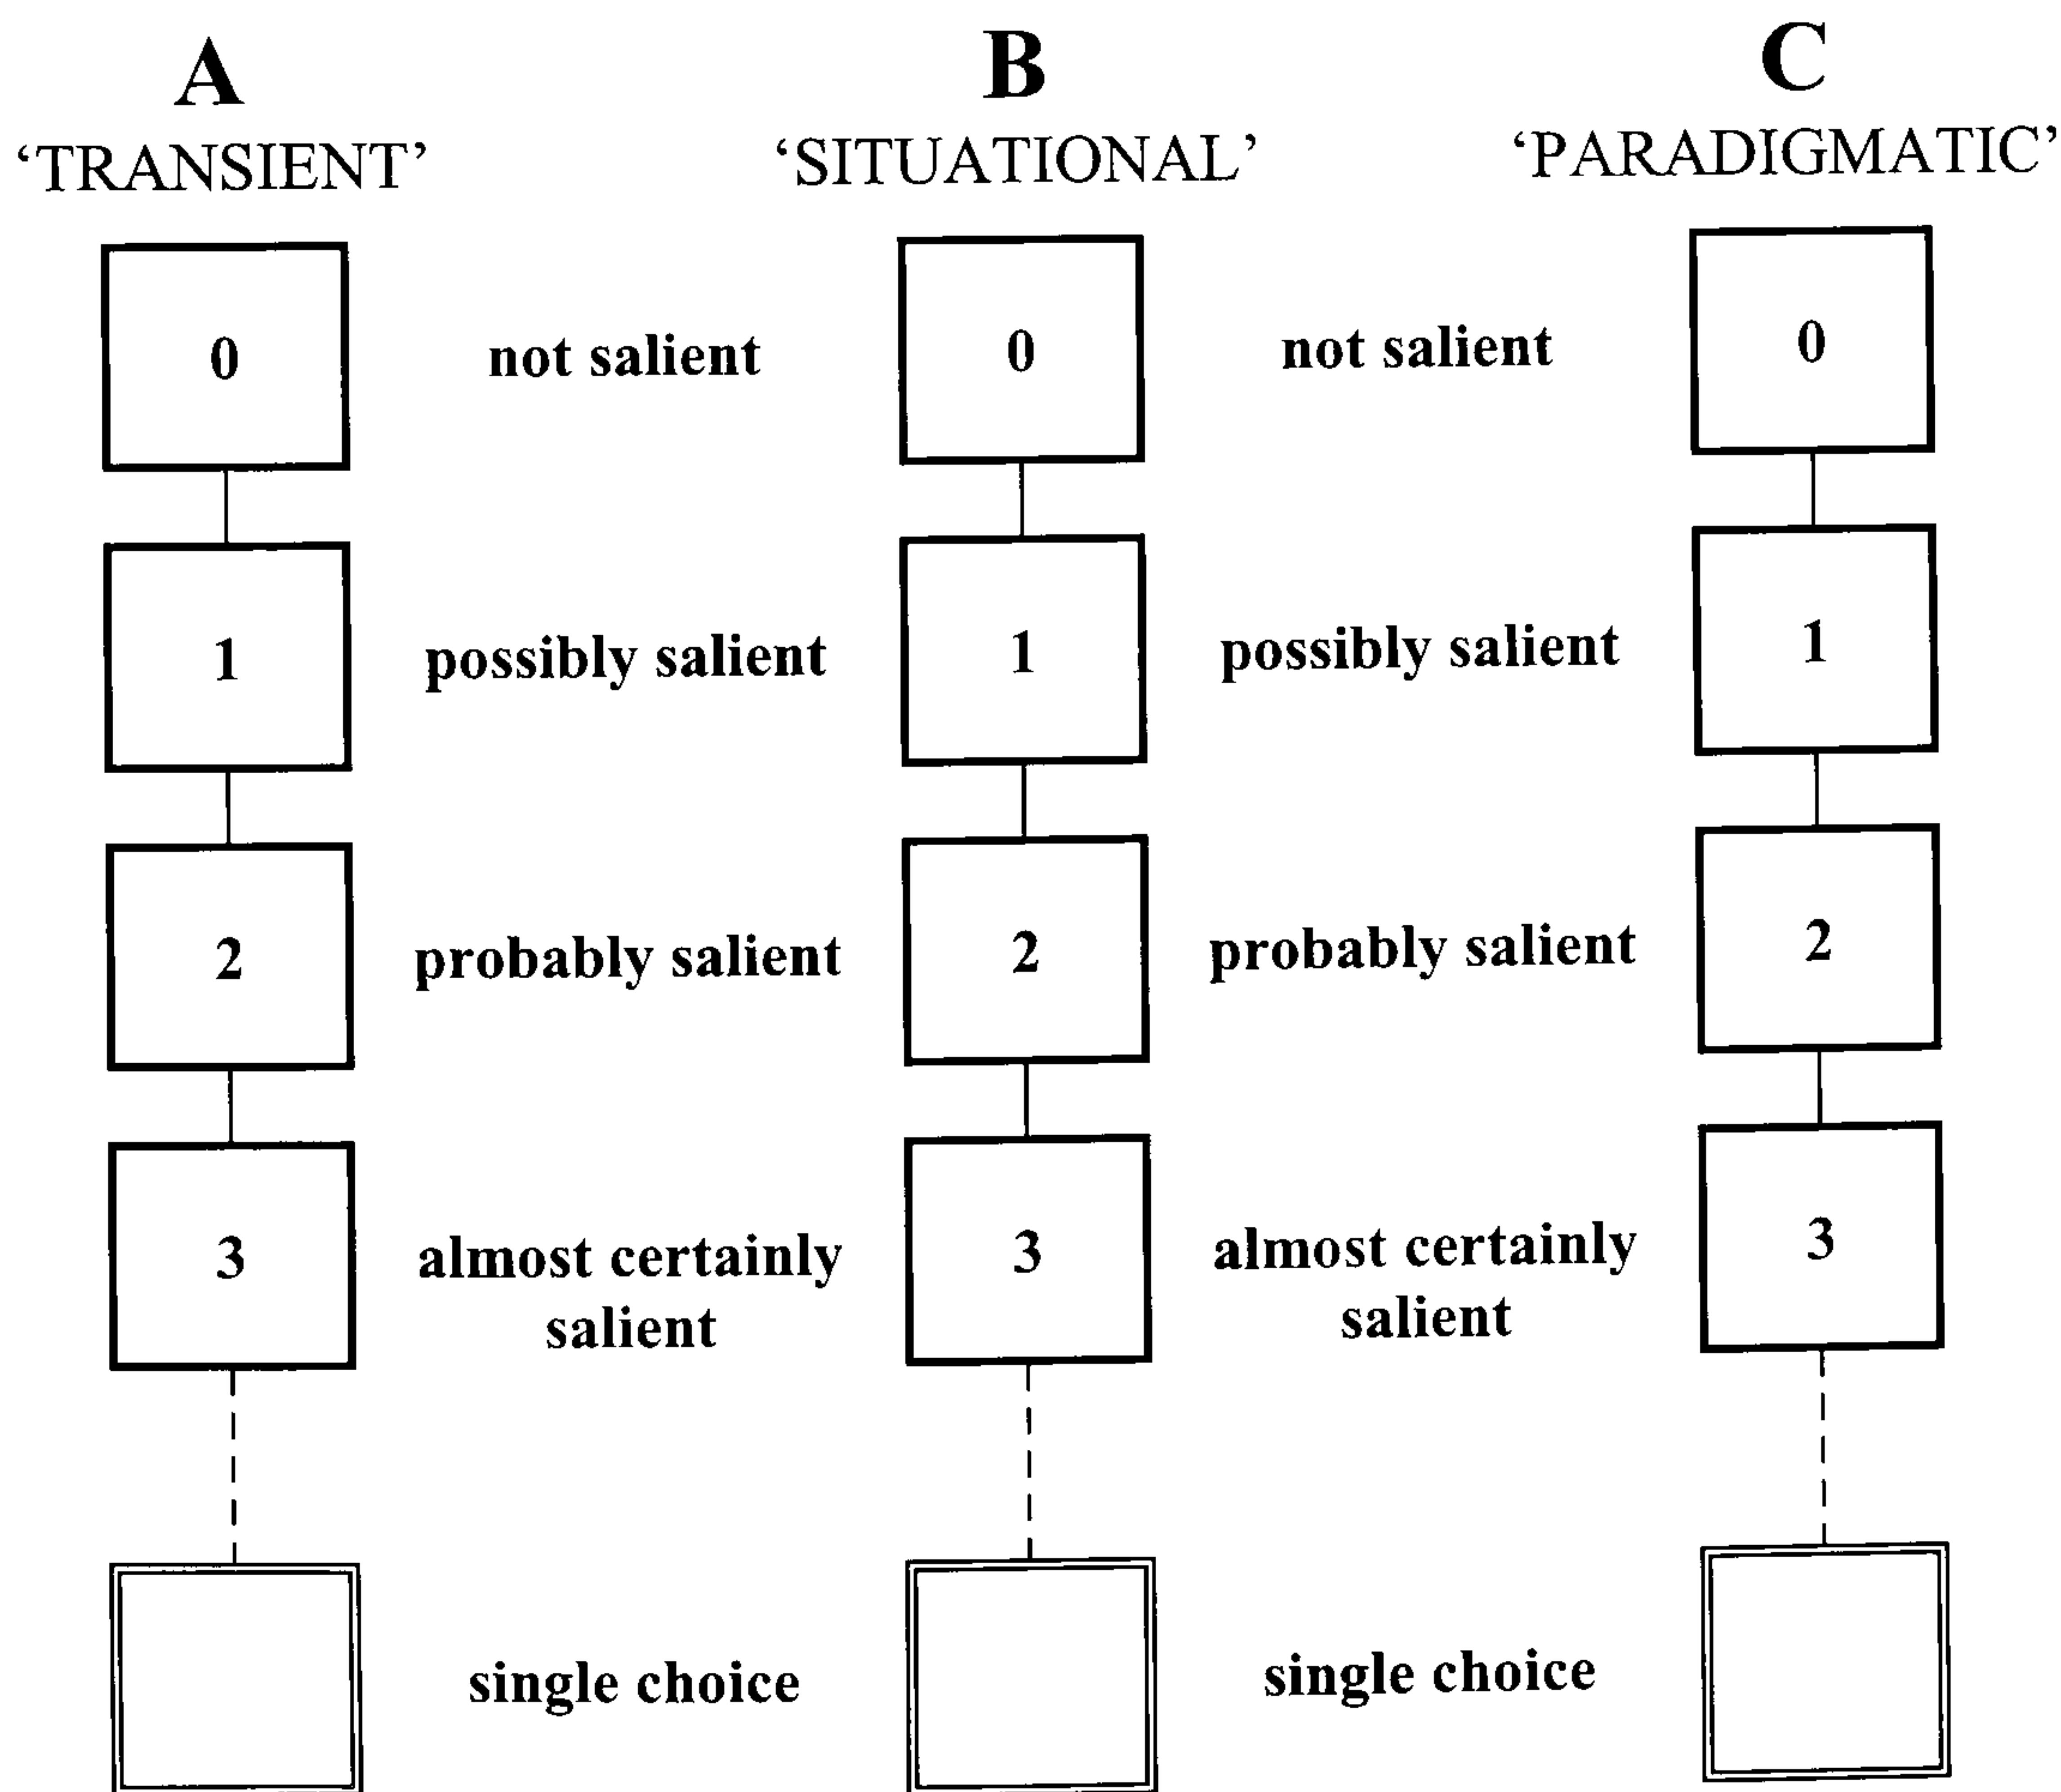 A B C
‘TRANSIENT’ ‘SITUATIONAL’ ‘PARADIGMATIC’
0 not salient 0 not salient 0
1 possibly salient 1 possibly salient 1
2 probably salient 2 probably salient 2
3 almost certainly 3 almost certainly 3
salient salient
single choice single choice